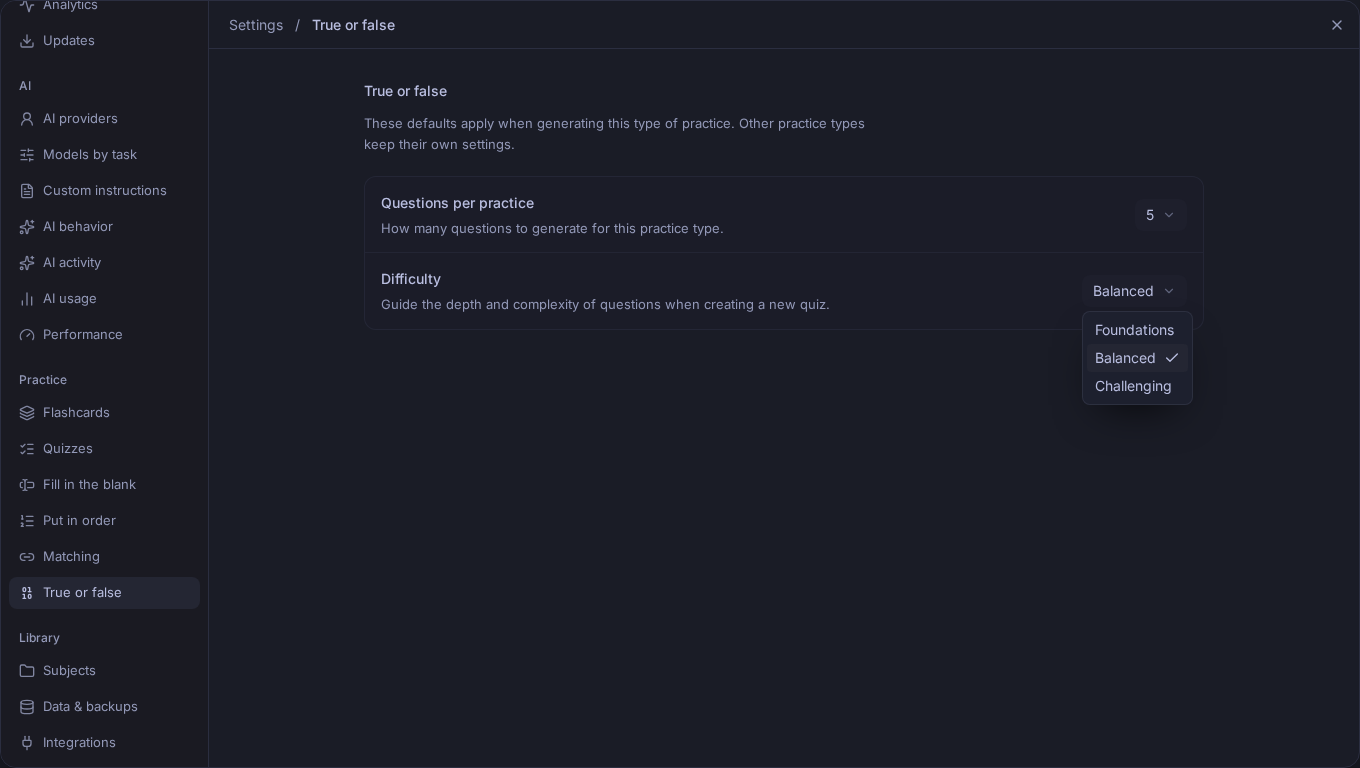 Analytics
Updates
AI
AI providers
Models by task
Custom instructions
AI behavior
AI activity
AI usage
Performance
Practice
Flashcards
Quizzes
Fill in the blank
Put in order
Matching
True or false
Library
Subjects
Data & backups
Integrations
Settings / True or false
True or false
These defaults apply when generating this type of practice. Other practice types
keep their own settings.
Questions per practice
How many questions to generate for this practice type.
5
Difficulty
Guide the depth and complexity of questions when creating a new quiz.
Balanced
Foundations
Balanced
Challenging